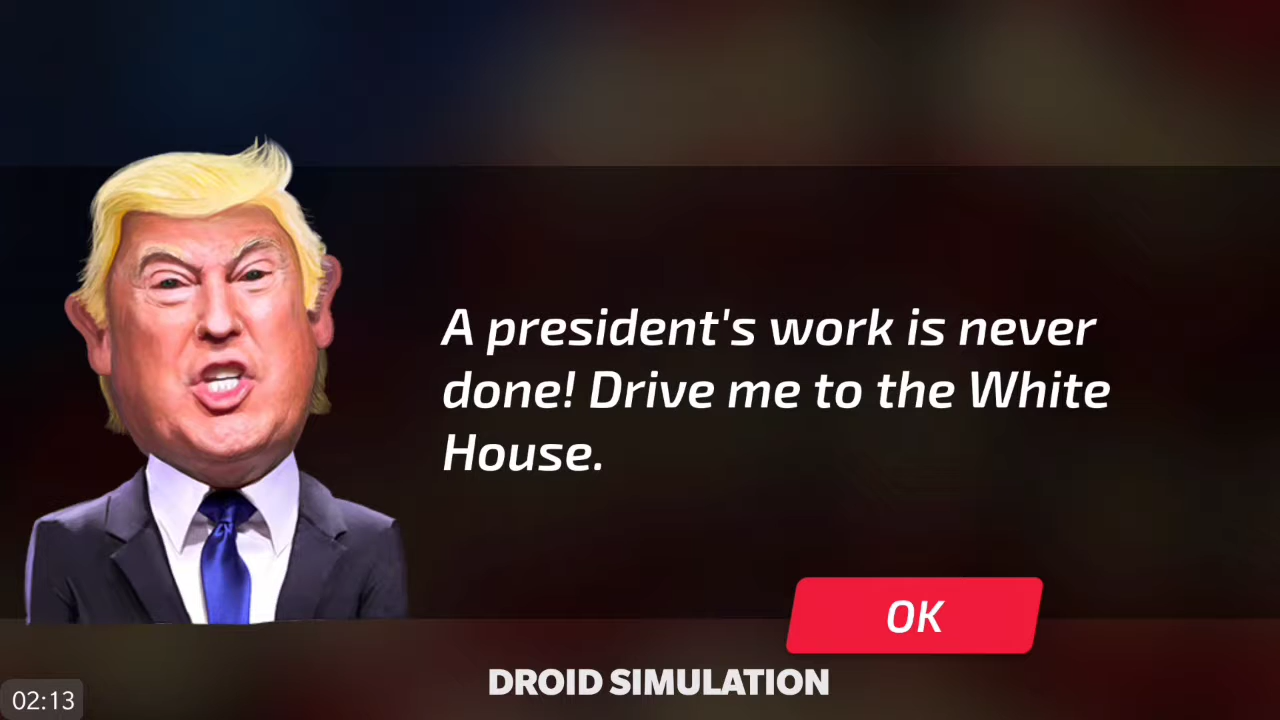 A president's work is never
done! Drive me to the White
House.
OK
DROID SIMULATION
02:13